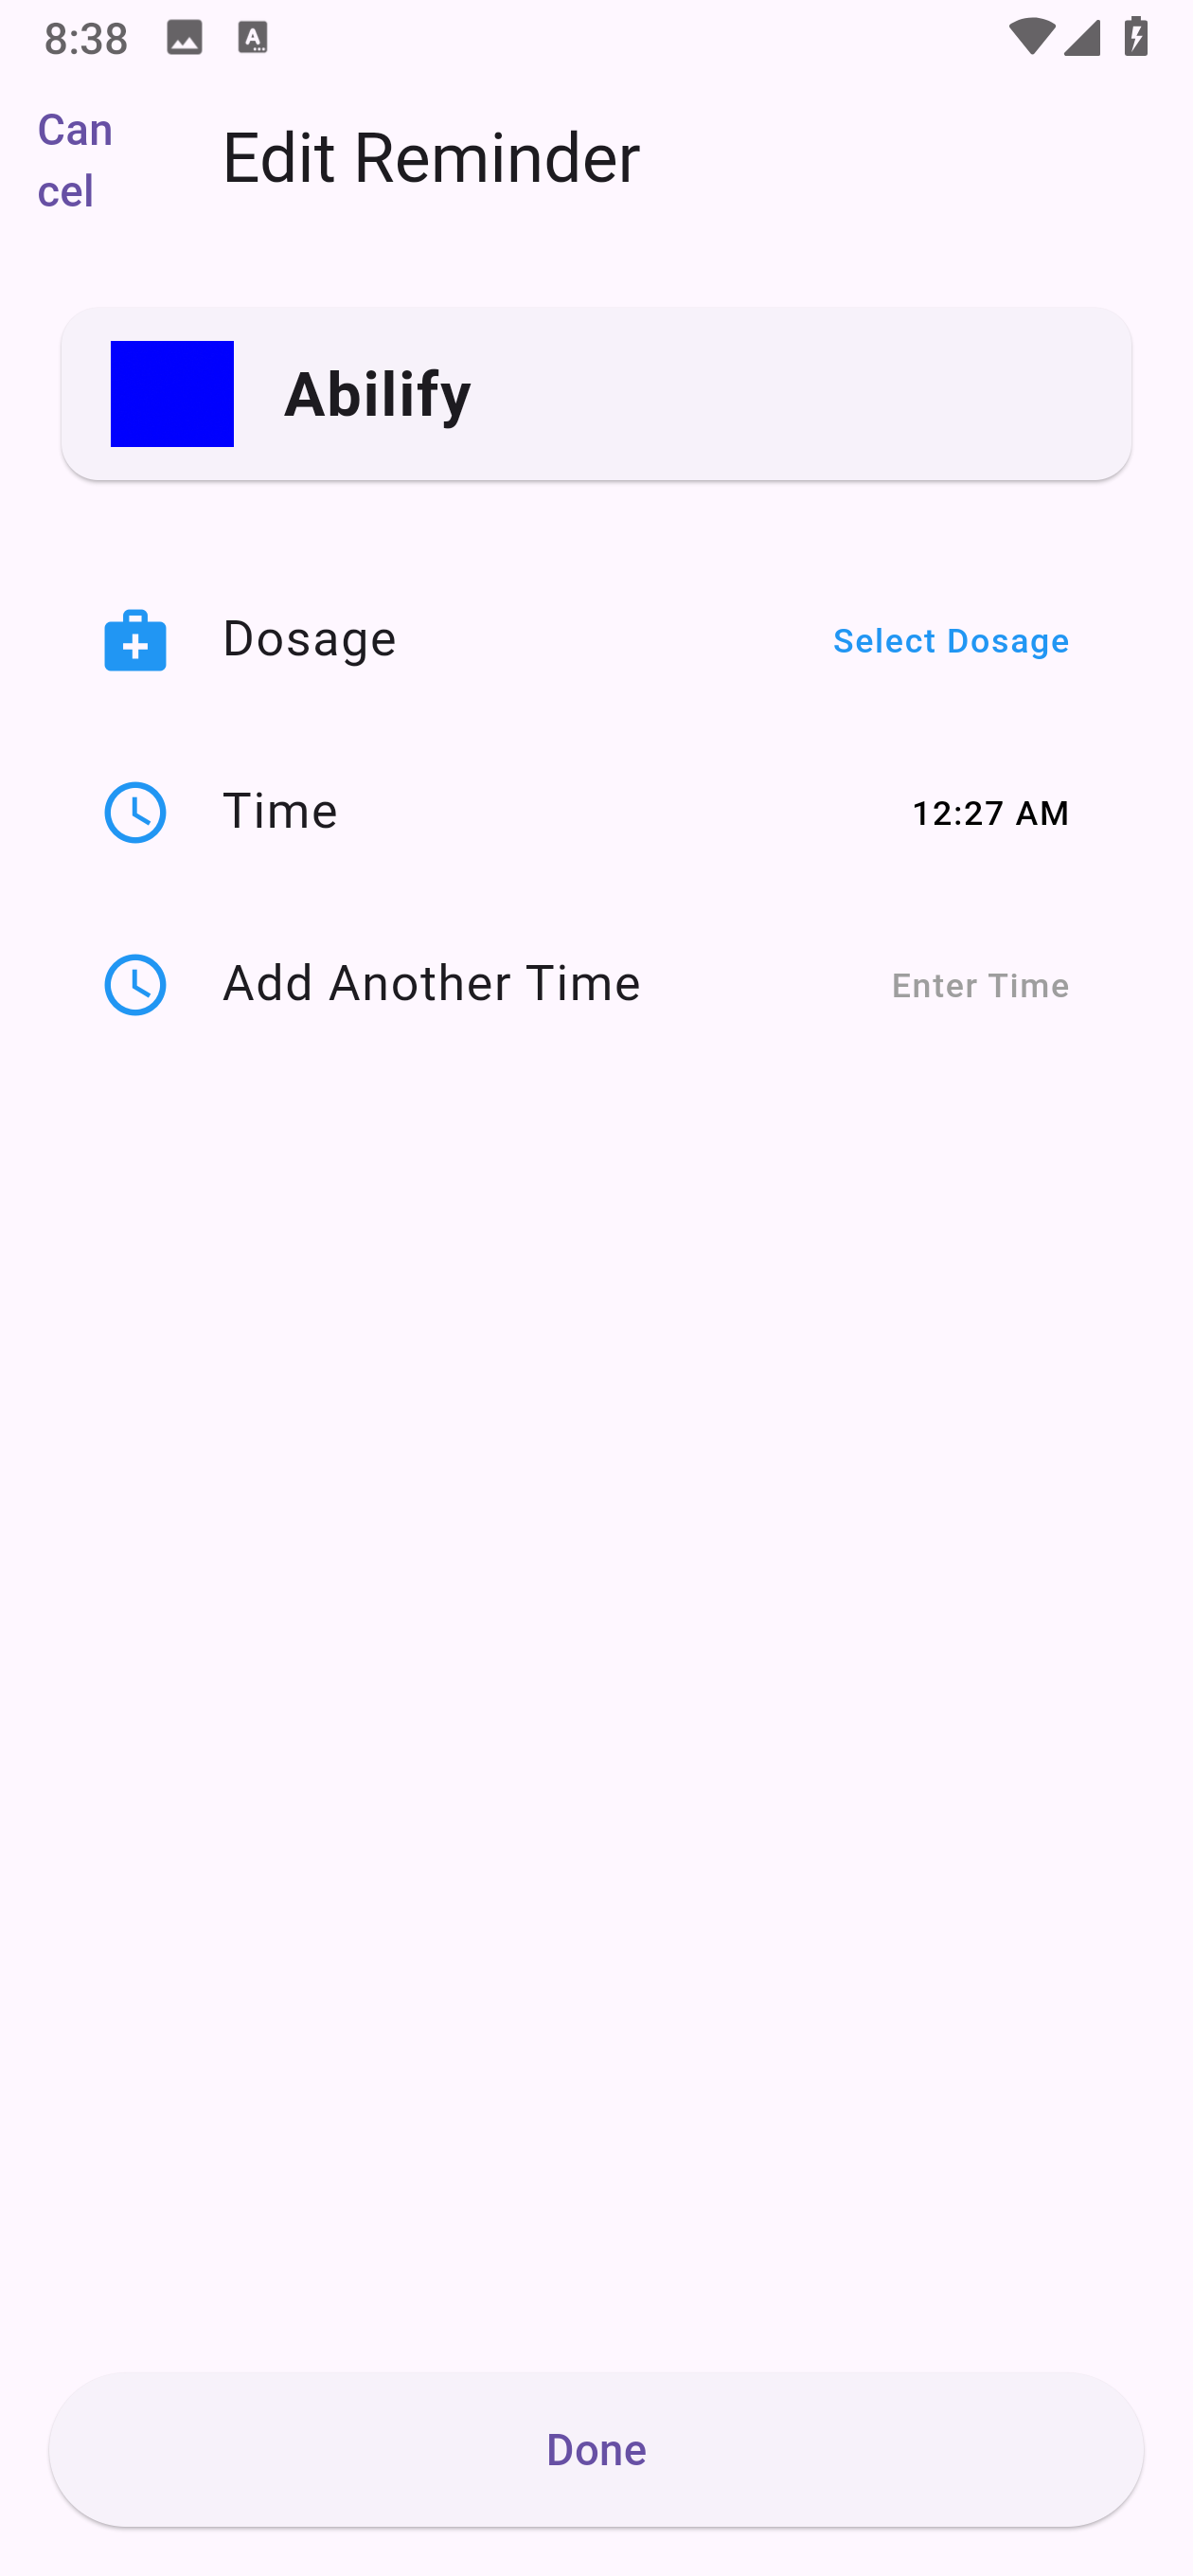 8:38
Can
cel
Edit Reminder
Abilify
Dosage
Select Dosage
Time
12:27 AM
Add Another Time
Enter Time
Done